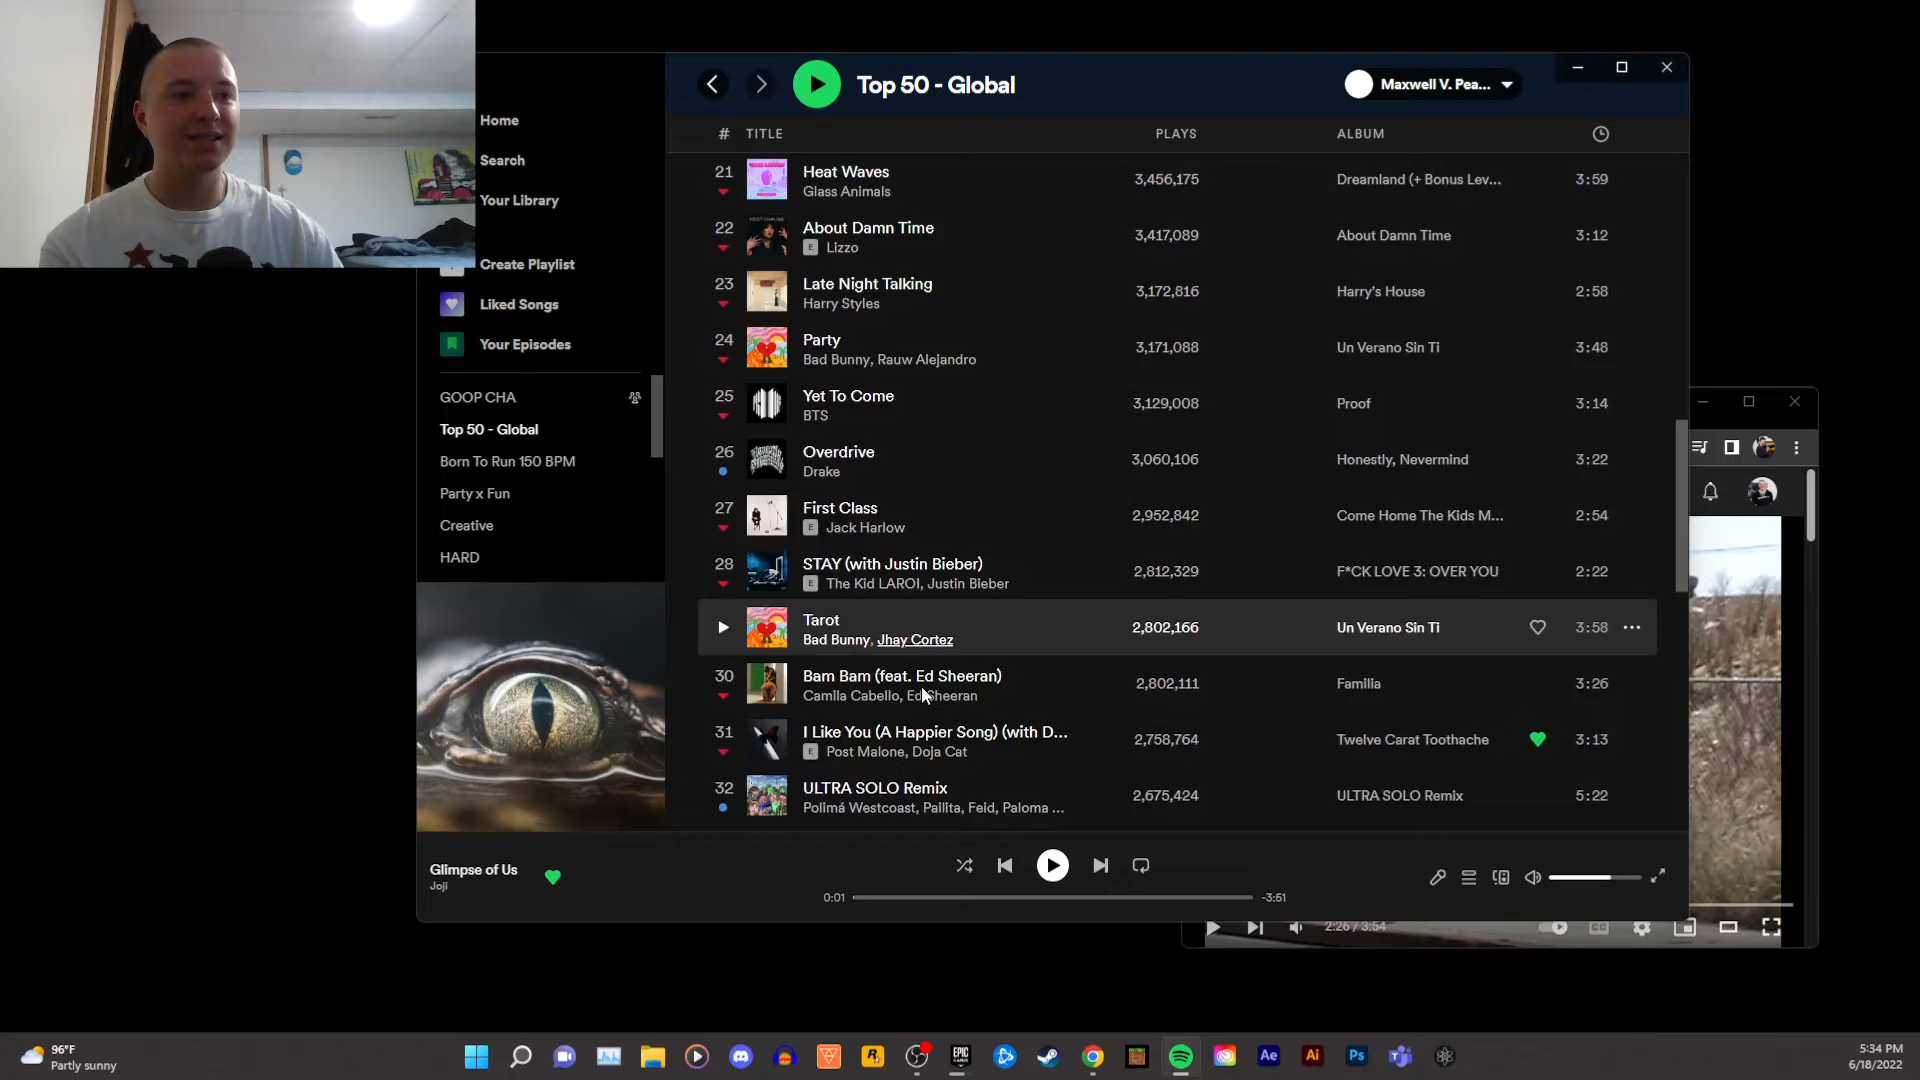 Top 50 - Global
Maxwell V. Pea...
Home
Search
Your Library
Create Playlist
Liked Songs
Your Episodes
GOOP CHA
Top 50 - Global
Born To Run 150 BPM
Party x Fun
Creative
HARD
# TITLE PLAYS ALBUM
21 Heat Waves 3,456,175 Dreamland (+ Bonus Lev... 3:59
Glass Animals
22 About Damn Time 3,417,089 About Damn Time 3:12
E Lizzo
23 Late Night Talking 3,172,816 Harry's House 2:58
Harry Styles
24 Party 3,171,088 Un Verano Sin Ti 3:48
Bad Bunny, Rauw Alejandro
25 Yet To Come 3,129,008 Proof 3:14
BTS
26 Overdrive 3,060,106 Honestly, Nevermind 3:22
Drake
27 First Class 2,952,842 Come Home The Kids M... 2:54
E Jack Harlow
28 STAY (with Justin Bieber) 2,812,329 F*CK LOVE 3: OVER YOU 2:22
E The Kid LAROI, Justin Bieber
Tarot 2,802,166 Un Verano Sin Ti 3:58
Bad Bunny, Jhay Cortez
30 Bam Bam (feat. Ed Sheeran) 2,802,111 Familia 3:26
Camila Cabello, Ed Sheeran
31 I Like You (A Happier Song) (with D... 2,758,764 Twelve Carat Toothache 3:13
E Post Malone, Doja Cat
32 ULTRA SOLO Remix 2,675,424 ULTRA SOLO Remix 5:22
Polimá Westcoast, Pailita, Feid, Paloma ...
Glimpse of Us
Joji
0:01 -3:51
2:26 / 3:54
CC
96°F
Partly sunny
R
EPIC GAMES
Ae
Ai
Ps
T
5:34 PM
6/18/2022